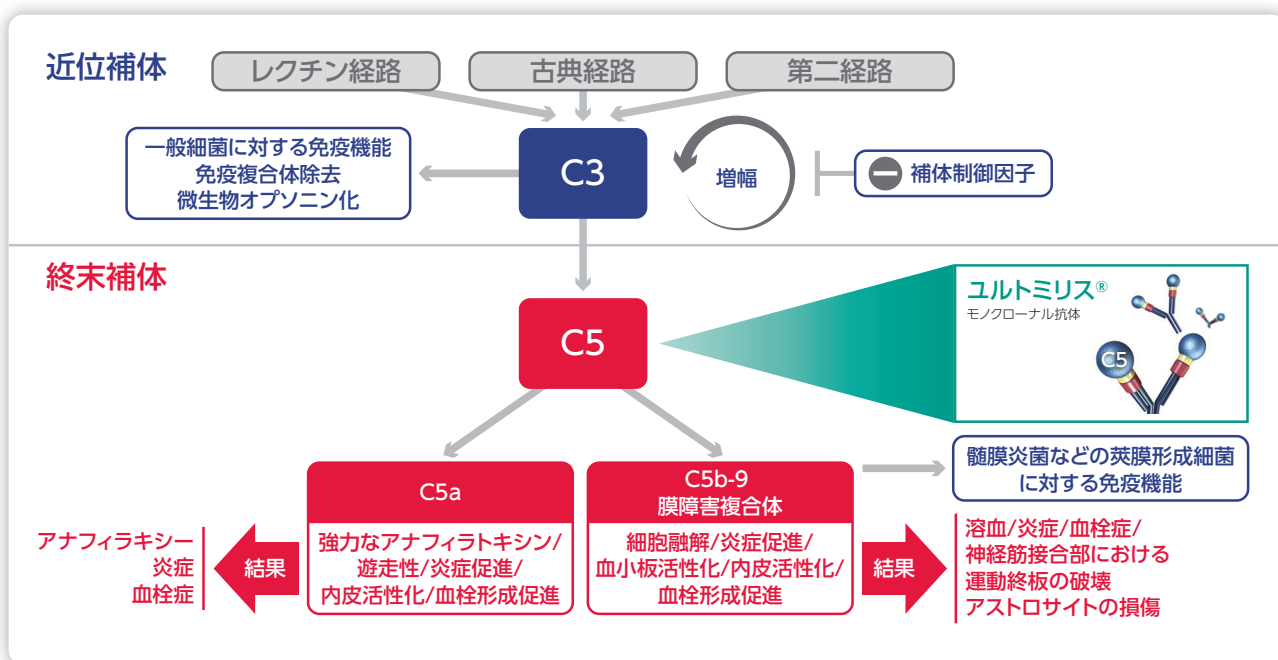 近位補体
レクチン経路
古典経路
第二経路
一般細菌に対する免疫機能
免疫複合体除去
微生物オプソニン化
C3
増幅
補体制御因子
終末補体
ユルトミリス®
モノクローナル抗体
C5
C5
髄膜炎菌などの莢膜形成細菌
に対する免疫機能
C5a
C5b-9
膜障害複合体
アナフィラキシー
炎症
血栓症
結果
強力なアナフィラトキシン/
遊走性/炎症促進/
内皮活性化/血栓形成促進
細胞融解/炎症促進/
血小板活性化/内皮活性化/
血栓形成促進
結果
溶血/炎症/血栓症/
神経筋接合部における
運動終板の破壊
アストロサイトの損傷